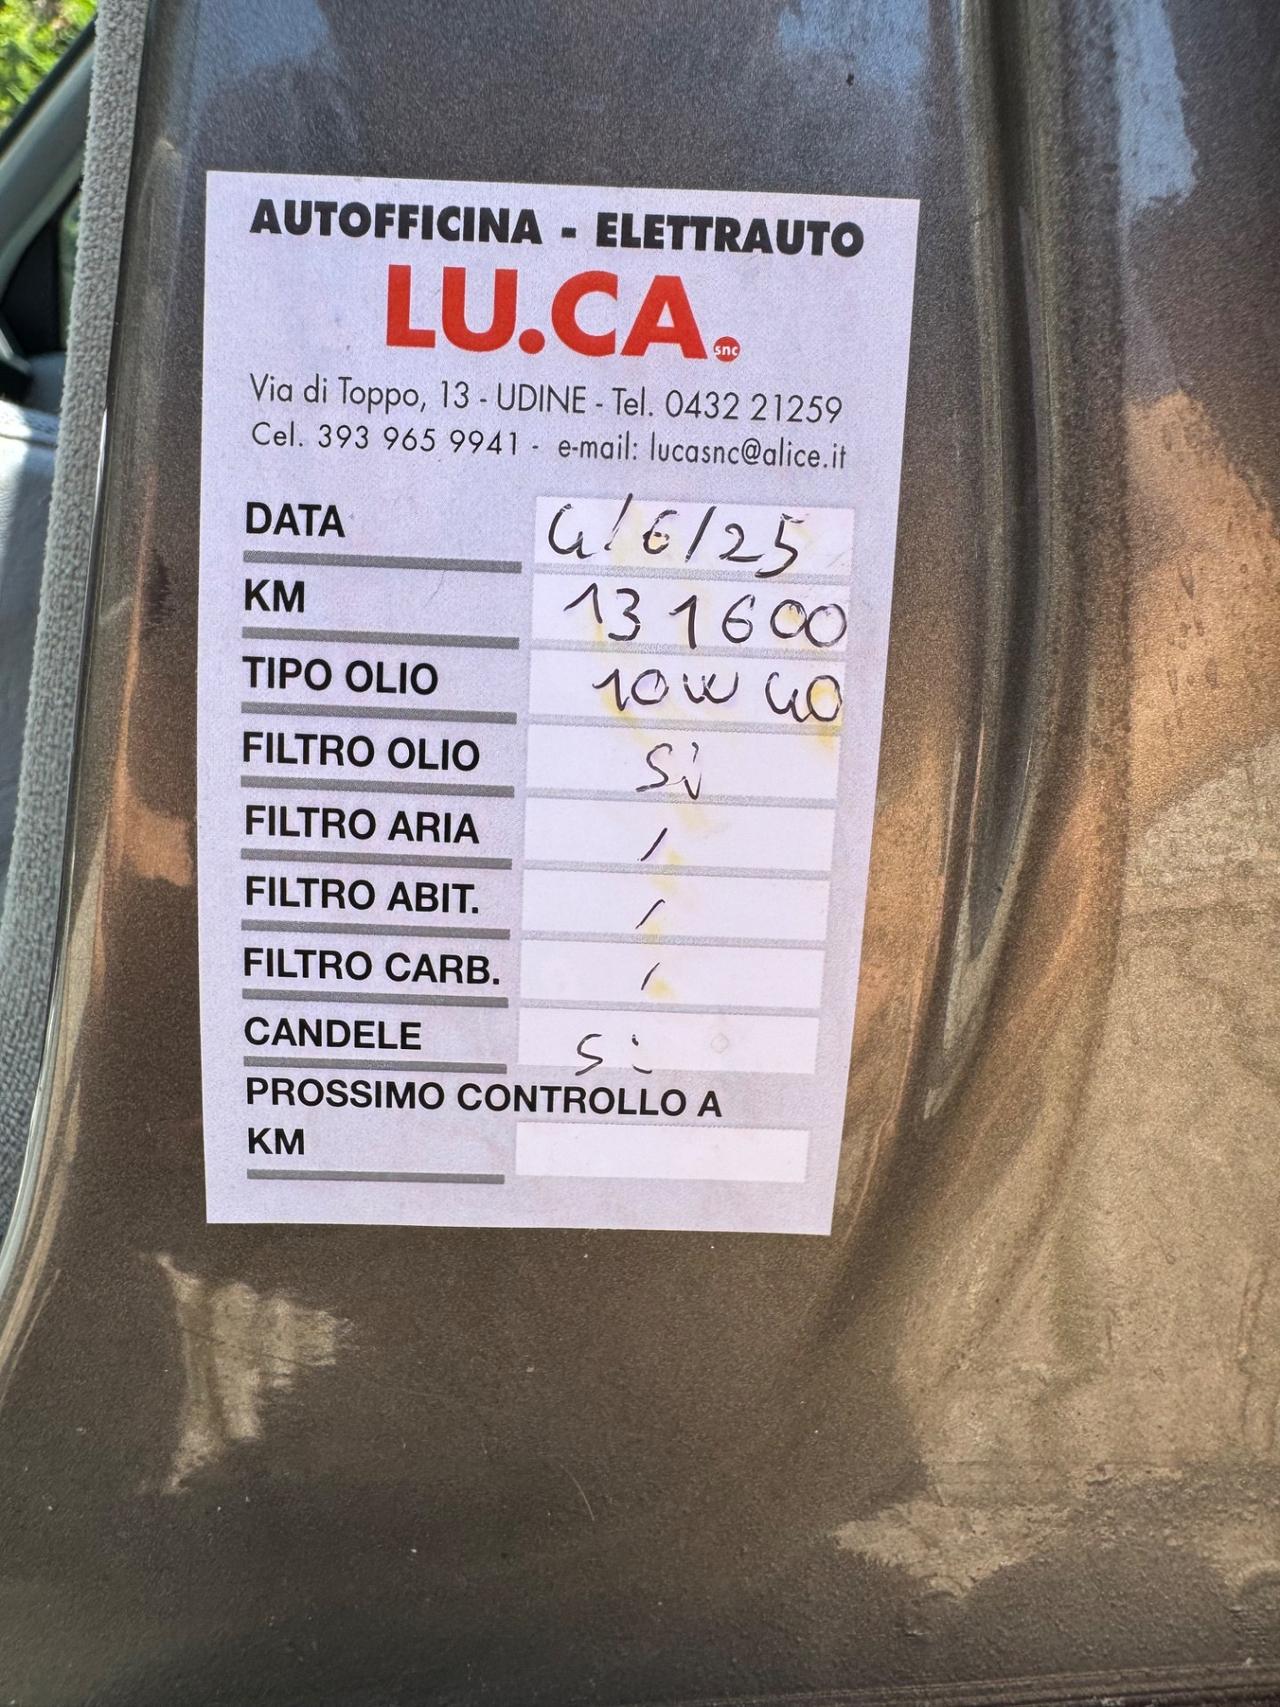 AUTOFFICINA - ELETTRAUTO
LU.CA. snc
Via di Toppo, 13 - UDINE - Tel. 0432 21259
Cel. 393 965 9941 - e-mail: lucasnc@alice.it
DATA 4/6/25
KM 131600
TIPO OLIO 10W 40
FILTRO OLIO Si
FILTRO ARIA /
FILTRO ABIT. /
FILTRO CARB. /
CANDELE Si
PROSSIMO CONTROLLO A
KM